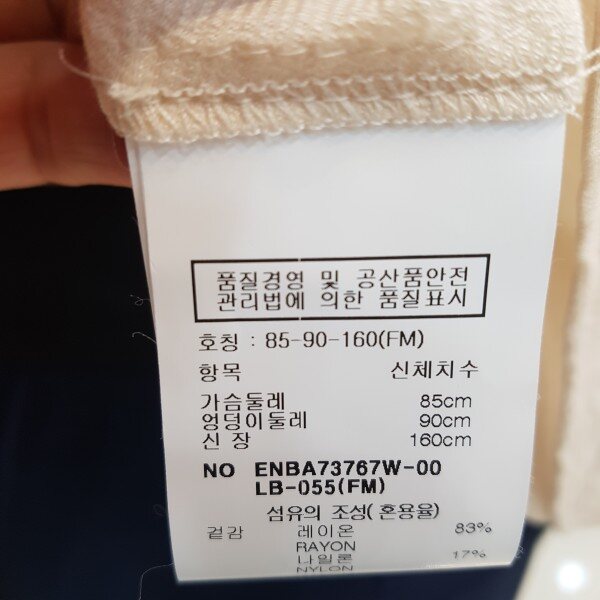 품질경영 및 공산품안전
관리법에 의한 품질표시
호칭 : 85-90-160(FM)
항목 신체치수
가슴둘레 85cm
엉덩이둘레 90cm
신 장 160cm
NO ENBA73767W-00
LB-055(FM)
섬유의 조성(혼용율)
겉감 레이온 83%
RAYON
나일론 17%
NYLON